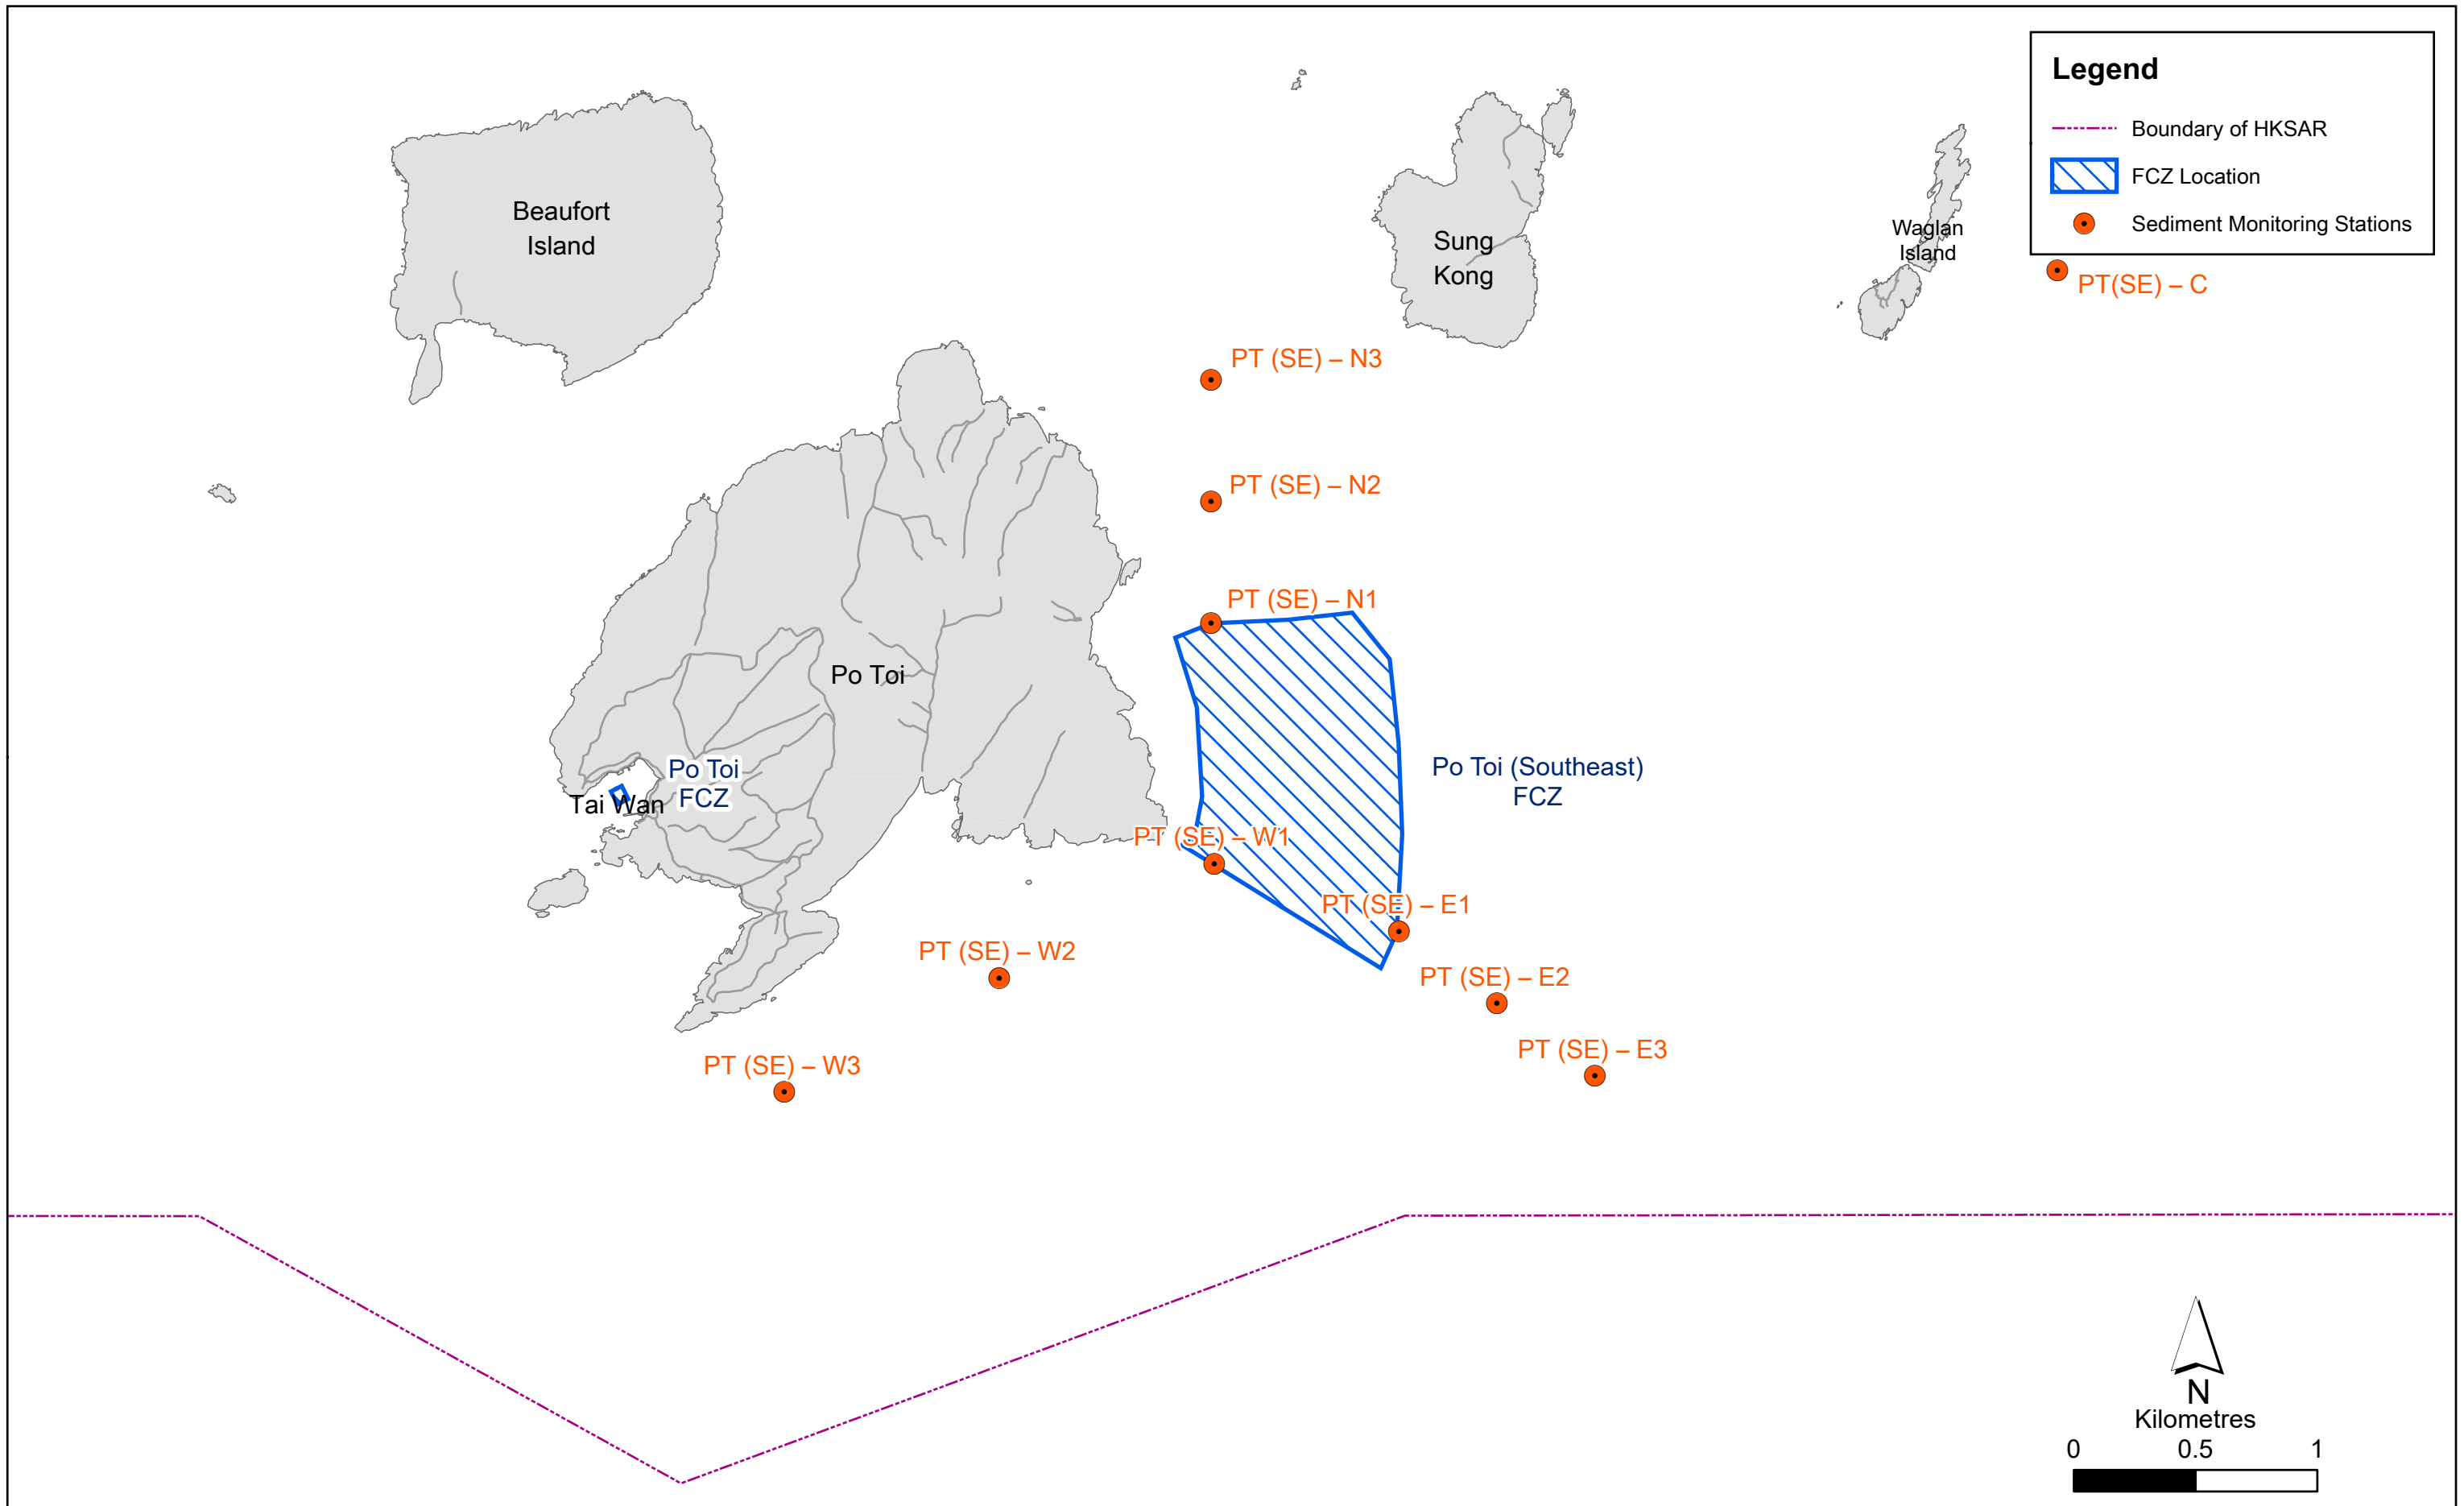 Legend
Boundary of HKSAR
FCZ Location
Sediment Monitoring Stations
Beaufort
Island
Sung
Kong
Waglan
Island
PT(SE) – C
PT (SE) – N3
PT (SE) – N2
PT (SE) – N1
Po Toi
Po Toi
FCZ
Tai Wan
Po Toi (Southeast)
FCZ
PT (SE) – W1
PT (SE) – E1
PT (SE) – W2
PT (SE) – E2
PT (SE) – E3
PT (SE) – W3
N
Kilometres
0 0.5 1